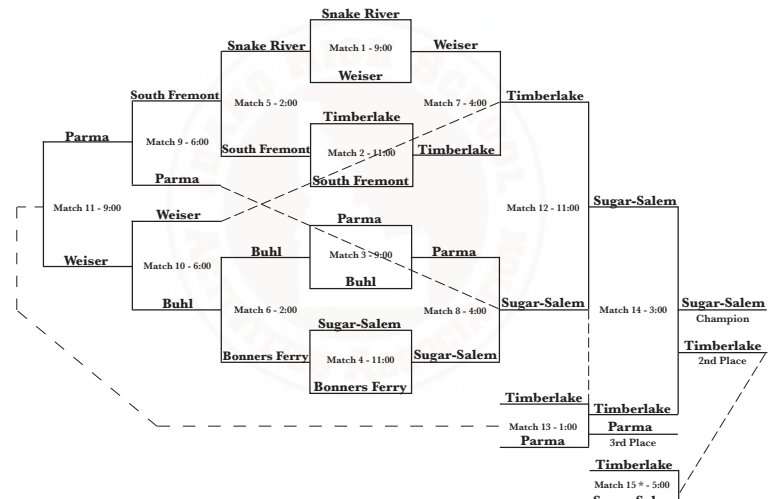 Snake River
Snake River
Match 1 - 9:00
Weiser
Weiser
South Fremont
Match 5 - 2:00
Match 7 - 4:00
Timberlake
Timberlake
Parma
Match 9 - 6:00
South Fremont
Match 2 - 11:00
Timberlake
South Fremont
Parma
Match 11 - 9:00
Weiser
Match 12 - 11:00
Sugar-Salem
Parma
Buhl
Match 3 - 9:00
Parma
Weiser
Match 10 - 6:00
Buhl
Buhl
Match 6 - 2:00
Match 8 - 4:00
Sugar-Salem
Match 14 - 3:00
Sugar-Salem
Champion
Sugar-Salem
Bonners Ferry
Match 4 - 11:00
Sugar-Salem
Timberlake
2nd Place
Bonners Ferry
Timberlake
Timberlake
Match 13 - 1:00
Parma
Parma
3rd Place
Timberlake
Match 15 * - 5:00